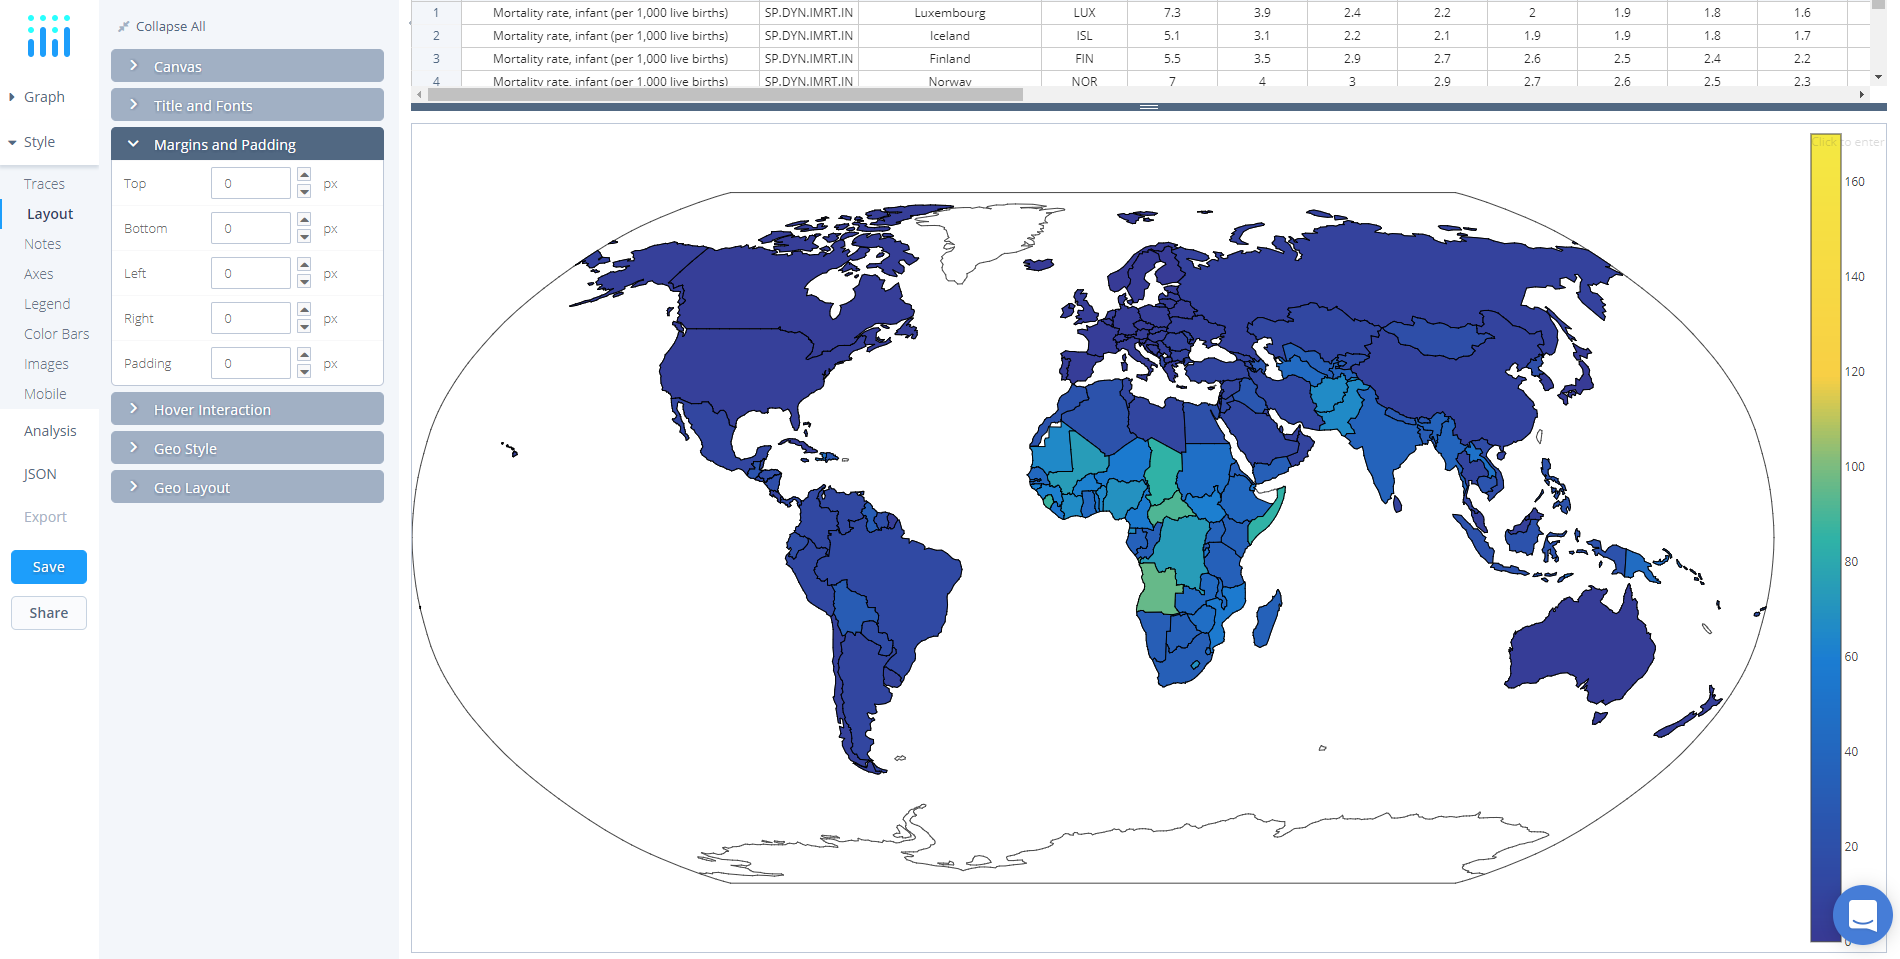 Collapse All
Graph
Style
Traces
Layout
Notes
Axes
Legend
Color Bars
Images
Mobile
Analysis
JSON
Export
Save
Share
Canvas
Title and Fonts
Margins and Padding
Top 0 px
Bottom 0 px
Left 0 px
Right 0 px
Padding 0 px
Hover Interaction
Geo Style
Geo Layout
1 Mortality rate, infant (per 1,000 live births) SP.DYN.IMRT.IN Luxembourg LUX 7.3 3.9 2.4 2.2 2 1.9 1.8 1.6
2 Mortality rate, infant (per 1,000 live births) SP.DYN.IMRT.IN Iceland ISL 5.1 3.1 2.2 2.1 1.9 1.9 1.8 1.7
3 Mortality rate, infant (per 1,000 live births) SP.DYN.IMRT.IN Finland FIN 5.5 3.5 2.9 2.7 2.6 2.5 2.4 2.2
4 Mortality rate, infant (per 1,000 live births) SP.DYN.IMRT.IN Norway NOR 7 4 3 2.9 2.7 2.6 2.5 2.3
Click to enter
160
140
120
100
80
60
40
20
0